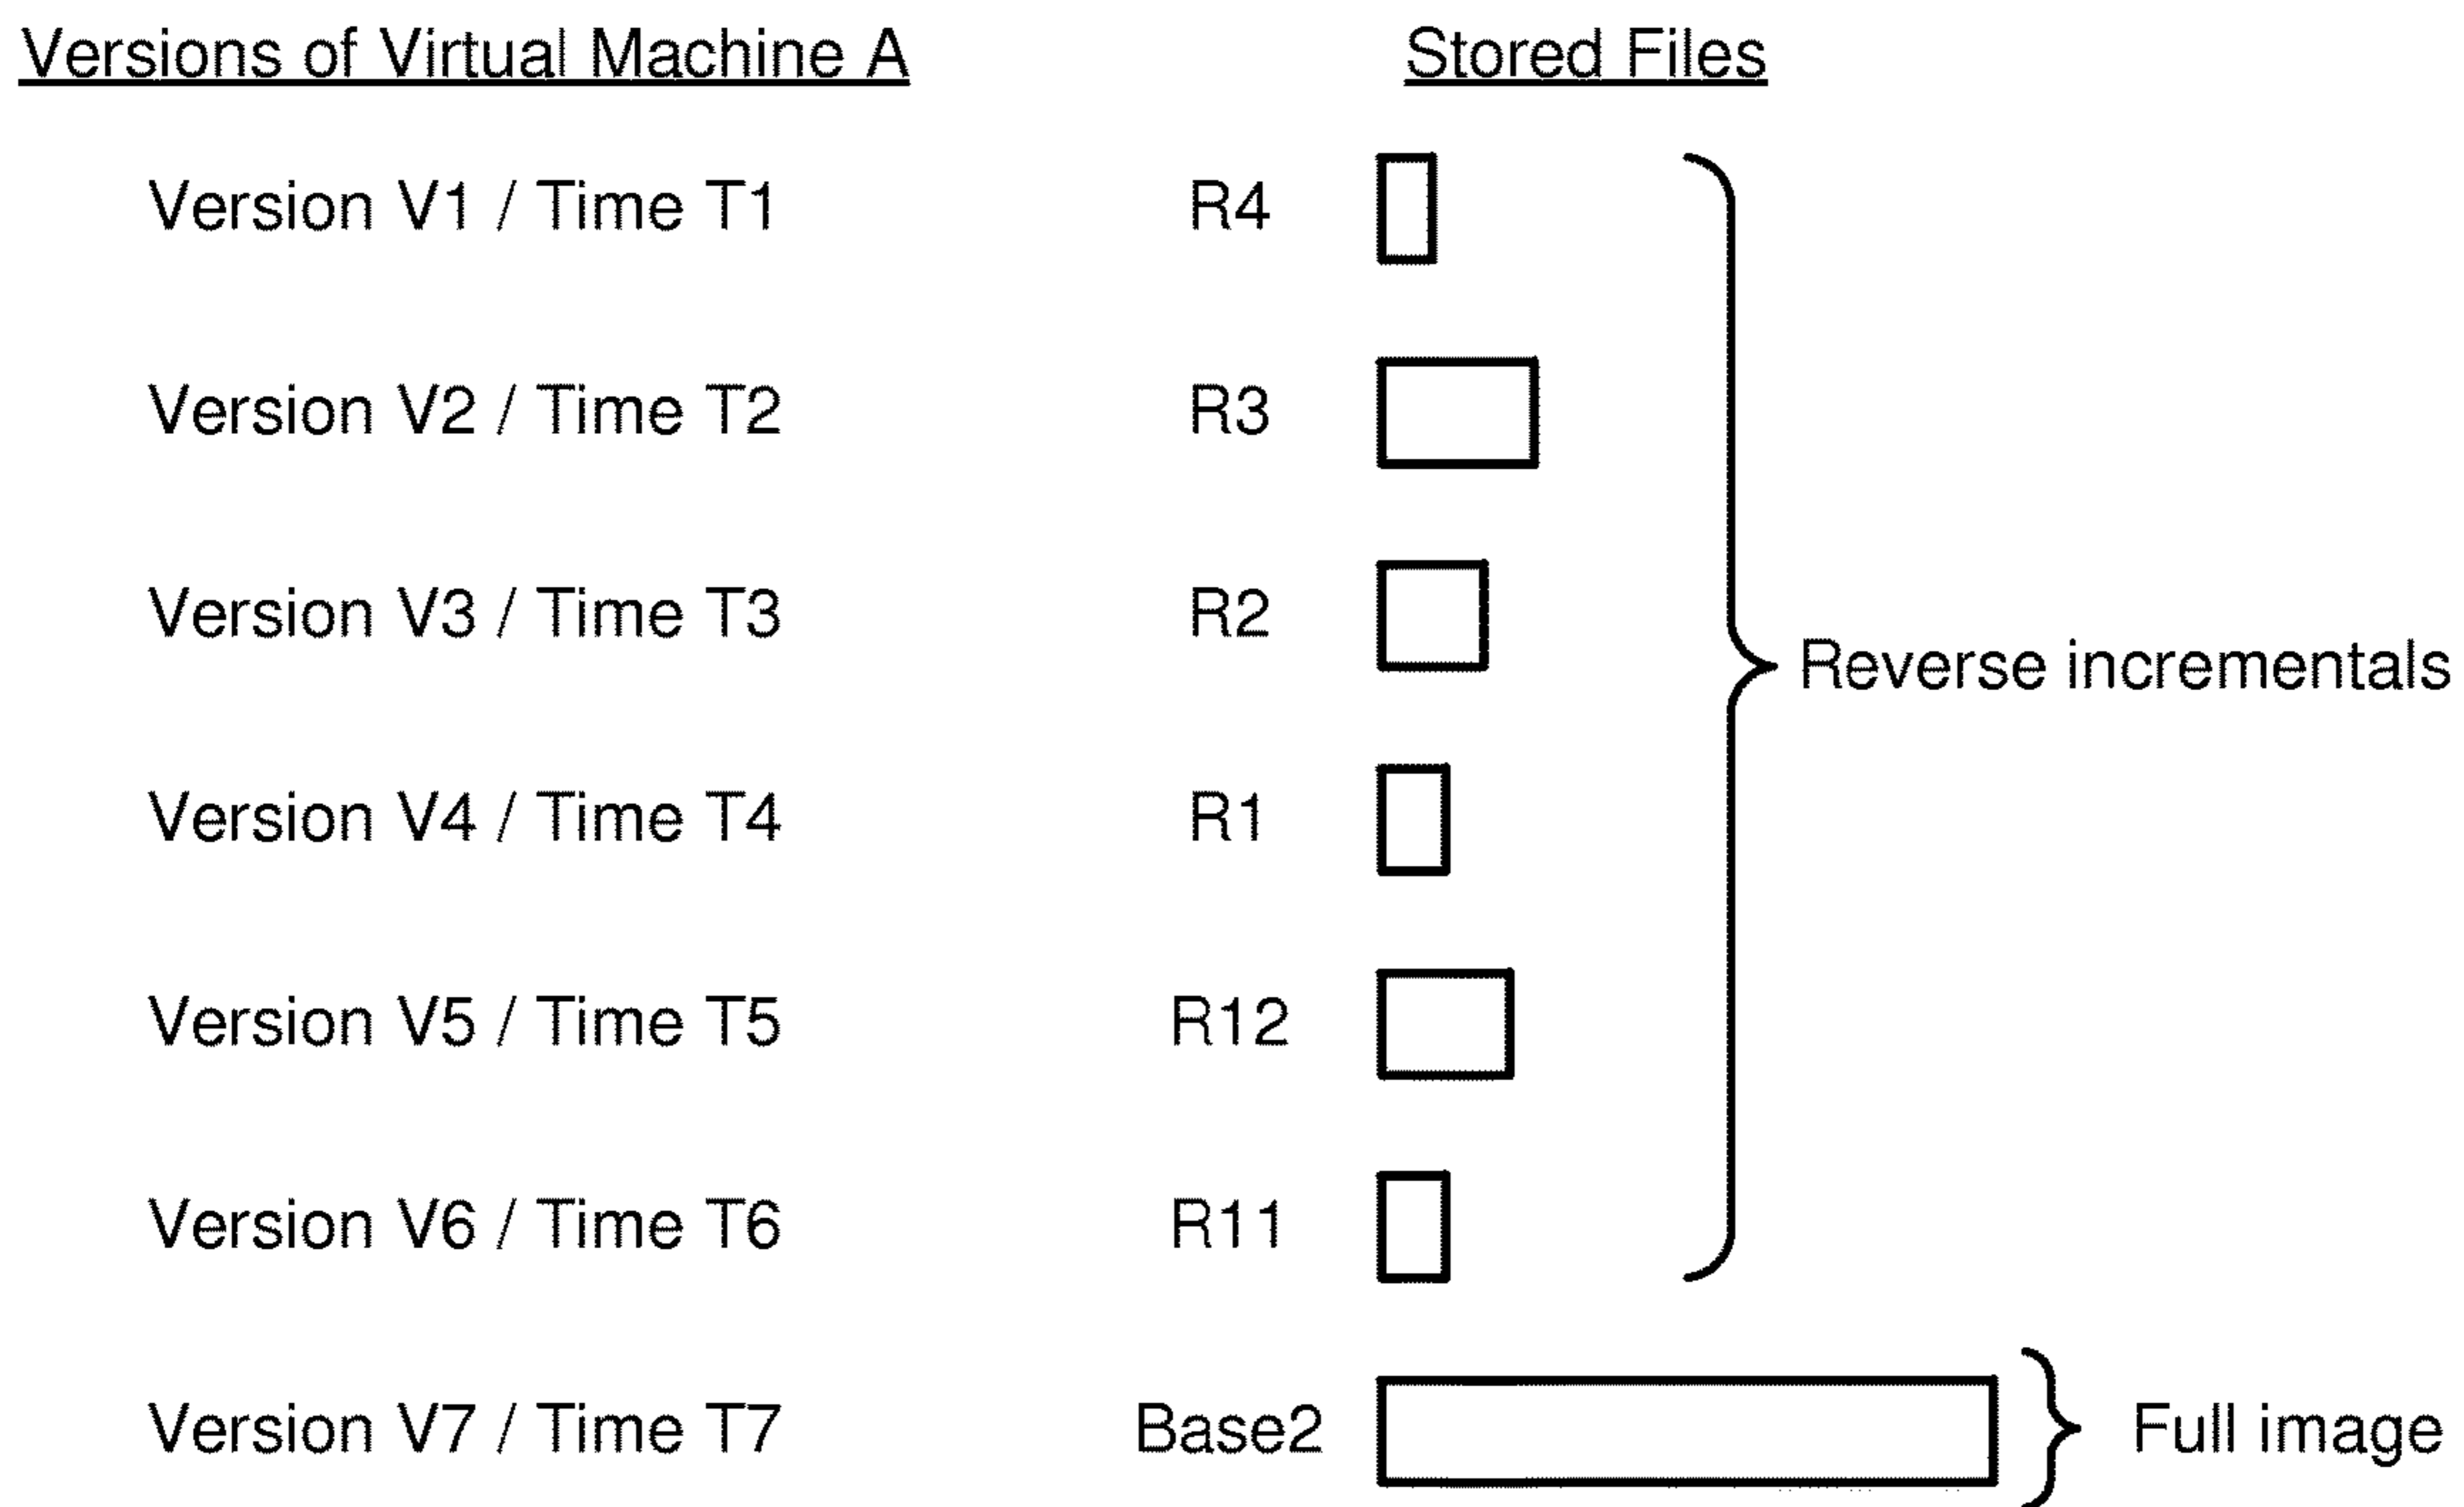 Versions of Virtual Machine A Stored Files
Version V1 / Time T1 R4
Version V2 / Time T2 R3
Version V3 / Time T3 R2
Reverse incrementals
Version V4 / Time T4 R1
Version V5 / Time T5 R12
Version V6 / Time T6 R11
Version V7 / Time T7 Base2 Full image